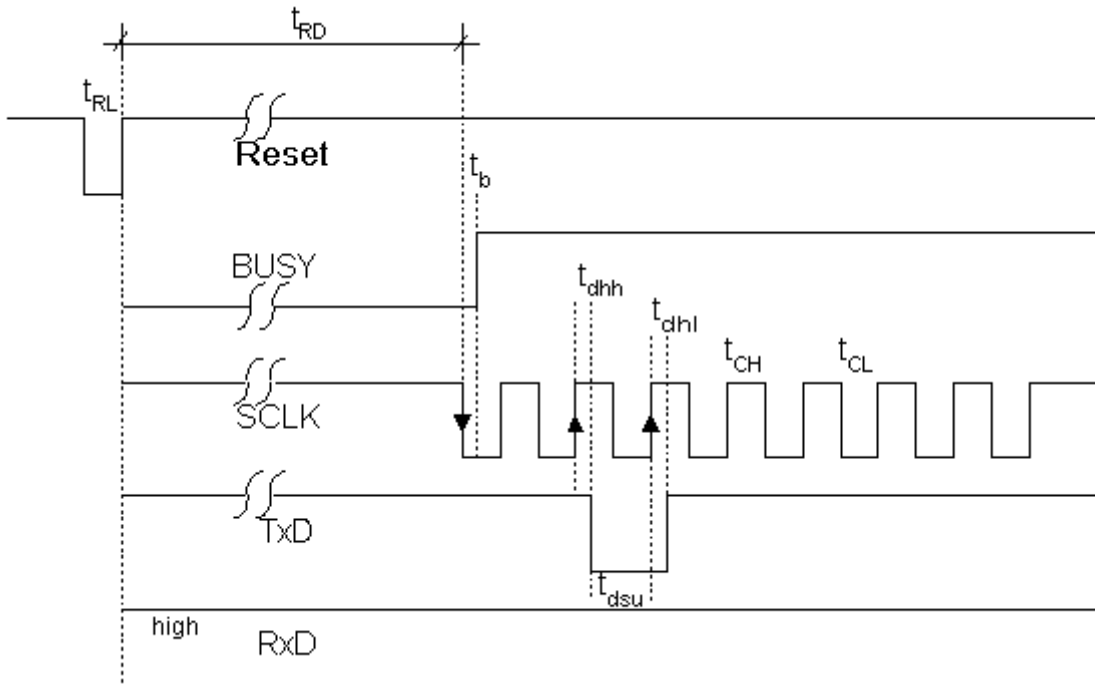 tRD
tRL
Reset
tb
BUSY
tdhh
tdhl
tCH
tCL
SCLK
TxD
tdsu
high
RxD